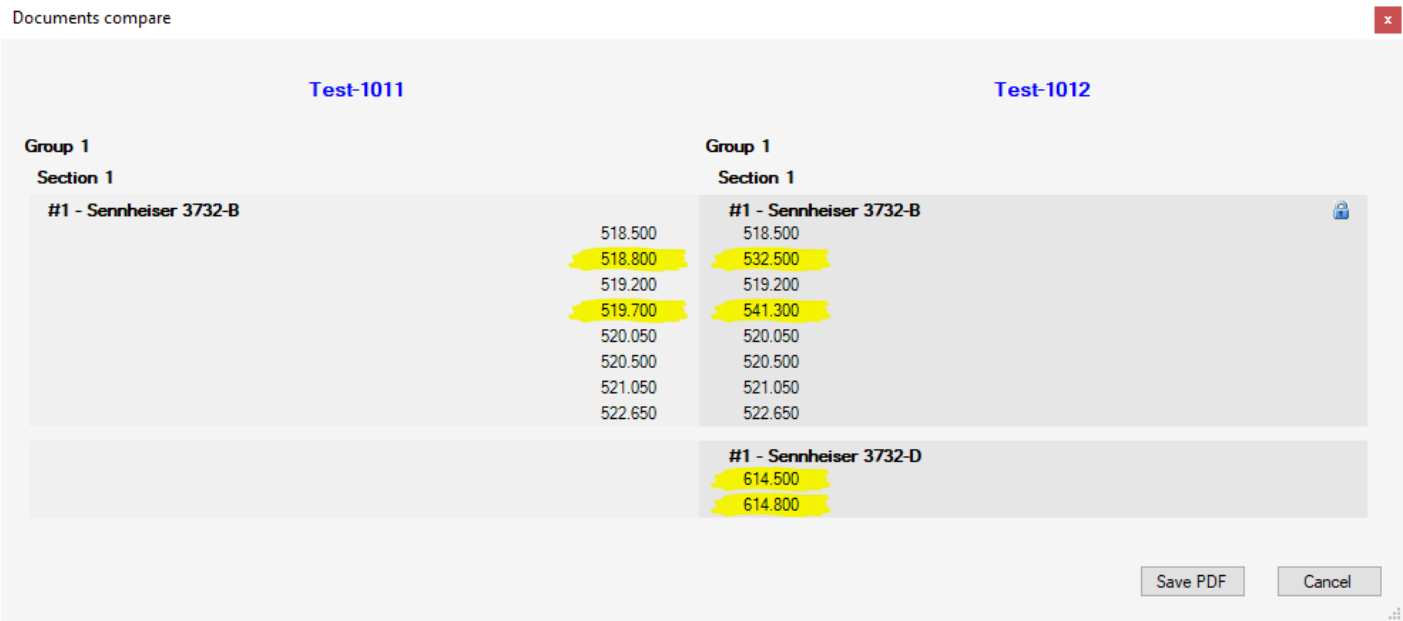 Documents compare
x
Test-1011 Test-1012
Group 1 Group 1
Section 1 Section 1
#1 - Sennheiser 3732-B #1 - Sennheiser 3732-B
518.500 518.500
518.800 532.500
519.200 519.200
519.700 541.300
520.050 520.050
520.500 520.500
521.050 521.050
522.650 522.650
#1 - Sennheiser 3732-D
614.500
614.800
Save PDF Cancel